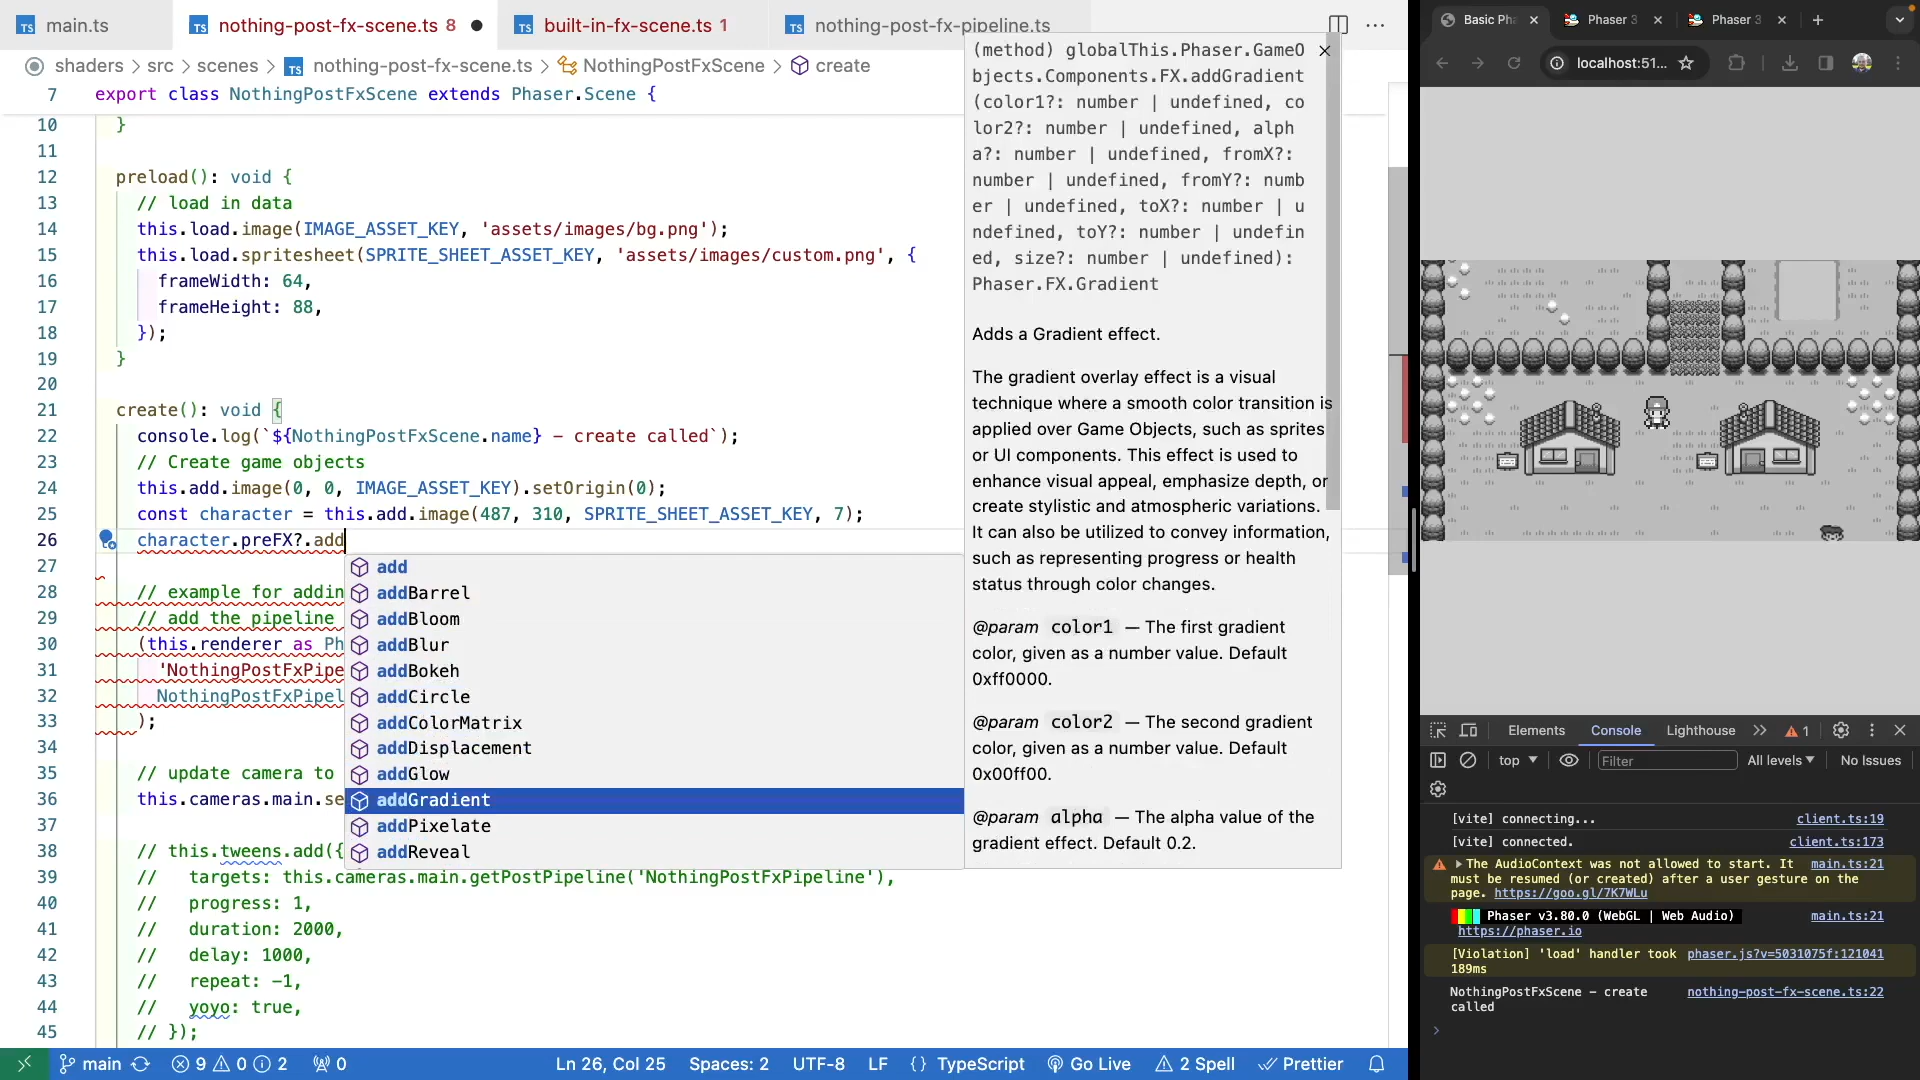 main.ts
nothing-post-fx-scene.ts 8
built-in-fx-scene.ts 1
nothing-post-fx-pipeline.ts
shaders > src > scenes > nothing-post-fx-scene.ts > NothingPostFxScene > create
7 export class NothingPostFxScene extends Phaser.Scene {
10 }
11
12 preload(): void {
13 // load in data
14 this.load.image(IMAGE_ASSET_KEY, 'assets/images/bg.png');
15 this.load.spritesheet(SPRITE_SHEET_ASSET_KEY, 'assets/images/custom.png', {
16 frameWidth: 64,
17 frameHeight: 88,
18 });
19 }
20
21 create(): void {
22 console.log(`${NothingPostFxScene.name} - create called`);
23 // Create game objects
24 this.add.image(0, 0, IMAGE_ASSET_KEY).setOrigin(0);
25 const character = this.add.image(487, 310, SPRITE_SHEET_ASSET_KEY, 7);
26 character.preFX?.add
27
28 // example for addin
29 // add the pipeline
30 (this.renderer as Ph
31 'NothingPostFxPipe
32 NothingPostFxPipel
33 );
34
35 // update camera to
36 this.cameras.main.se
37
38 // this.tweens.add({
39 // targets: this.cameras.main.getPostPipeline('NothingPostFxPipeline'),
40 // progress: 1,
41 // duration: 2000,
42 // delay: 1000,
43 // repeat: -1,
44 // yoyo: true,
45 // });
add
addBarrel
addBloom
addBlur
addBokeh
addCircle
addColorMatrix
addDisplacement
addGlow
addGradient
addPixelate
addReveal
(method) globalThis.Phaser.GameO
bjects.Components.FX.addGradient
(color1?: number | undefined, co
lor2?: number | undefined, alph
a?: number | undefined, fromX?:
number | undefined, fromY?: numb
er | undefined, toX?: number | u
ndefined, toY?: number | undefin
ed, size?: number | undefined):
Phaser.FX.Gradient
Adds a Gradient effect.
The gradient overlay effect is a visual
technique where a smooth color transition is
applied over Game Objects, such as sprites
or UI components. This effect is used to
enhance visual appeal, emphasize depth, or
create stylistic and atmospheric variations.
It can also be utilized to convey information,
such as representing progress or health
status through color changes.
@param color1 — The first gradient
color, given as a number value. Default
0xff0000.
@param color2 — The second gradient
color, given as a number value. Default
0x00ff00.
@param alpha — The alpha value of the
gradient effect. Default 0.2.
main 9 0 2 0 Ln 26, Col 25 Spaces: 2 UTF-8 LF {} TypeScript Go Live 2 Spell Prettier
Basic Pha Phaser 3 Phaser 3
localhost:51...
Elements Console Lighthouse 1
top Filter All levels No Issues
[vite] connecting... client.ts:19
[vite] connected. client.ts:173
The AudioContext was not allowed to start. It main.ts:21
must be resumed (or created) after a user gesture on the
page. https://goo.gl/7K7WLu
Phaser v3.80.0 (WebGL | Web Audio) main.ts:21
https://phaser.io
[Violation] 'load' handler took phaser.js?v=5031075f:121041
189ms
NothingPostFxScene - create nothing-post-fx-scene.ts:22
called